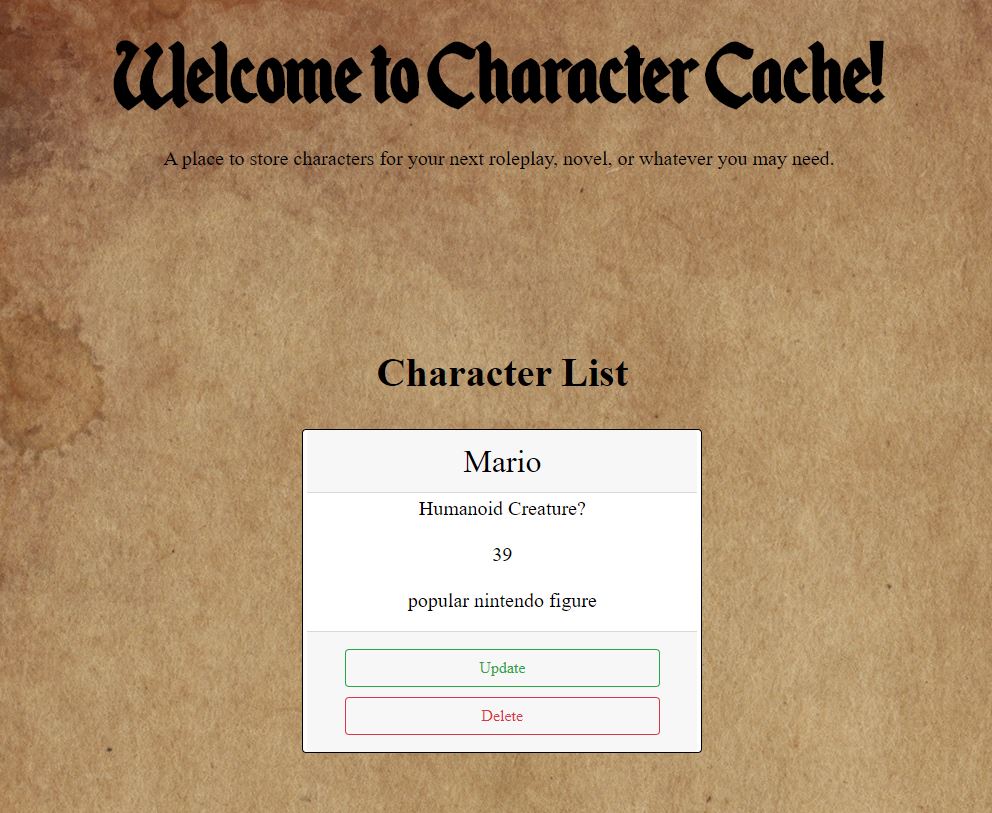 Welcome to Character Cache!
A place to store characters for your next roleplay, novel, or whatever you may need.
Character List
Mario
Humanoid Creature?
39
popular nintendo figure
Update
Delete